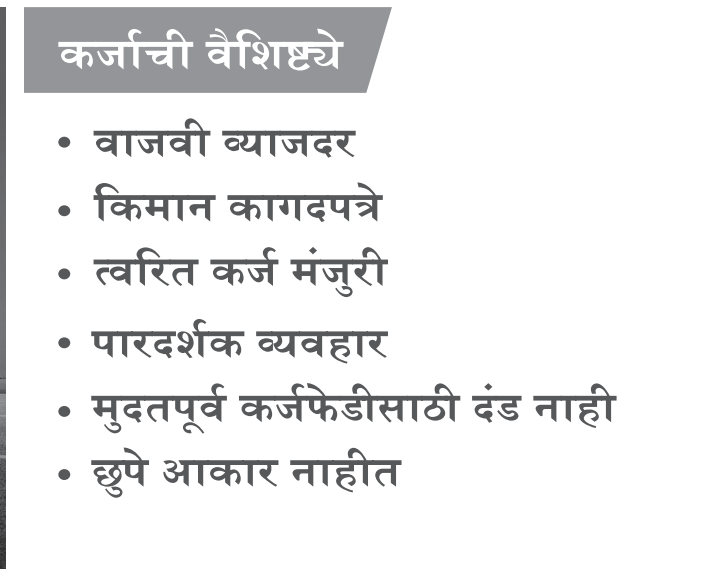 कर्जाची वैशिष्ट्ये
• वाजवी व्याजदर
• किमान कागदपत्रे
• त्वरित कर्ज मंजुरी
• पारदर्शक व्यवहार
• मुदतपूर्व कर्जफेडीसाठी दंड नाही
• छुपे आकार नाहीत